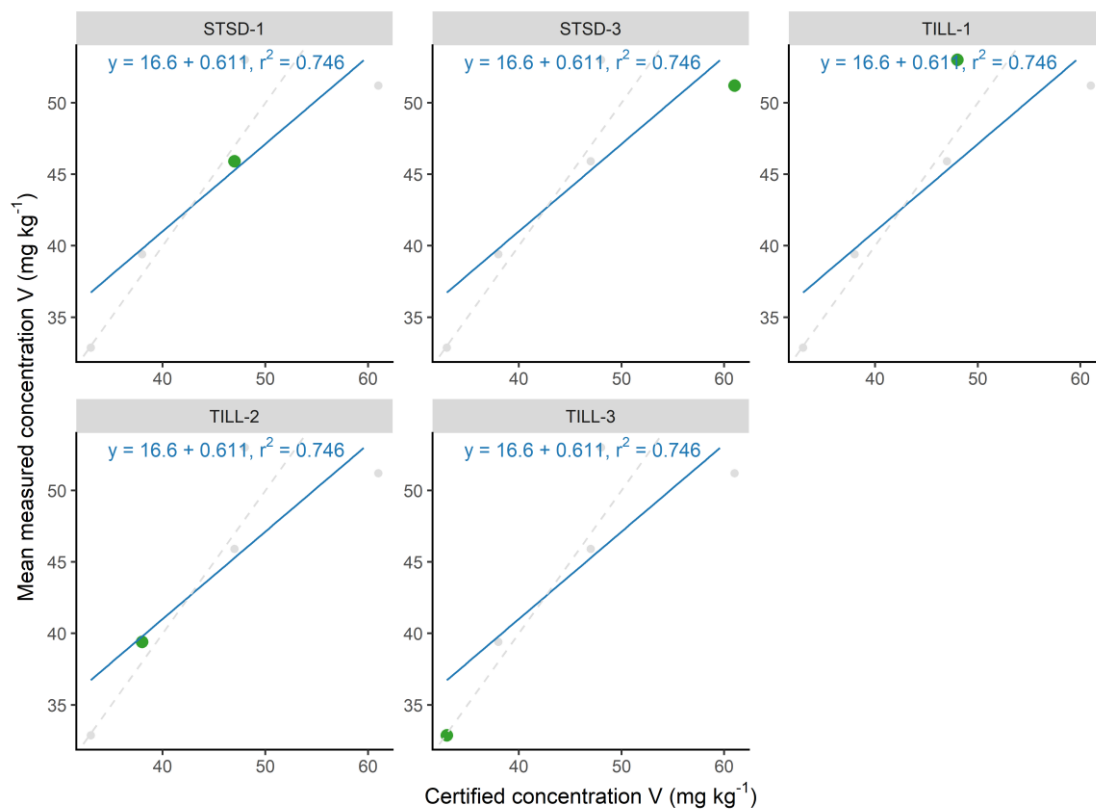 STSD-1
y = 16.6 + 0.611, r² = 0.746
STSD-3
y = 16.6 + 0.611, r² = 0.746
TILL-1
y = 16.6 + 0.611, r² = 0.746
50
45
40
35
40
50
60
40
50
60
40
50
60
TILL-2
y = 16.6 + 0.611, r² = 0.746
TILL-3
y = 16.6 + 0.611, r² = 0.746
50
45
40
35
50
45
40
35
50
45
40
35
50
45
40
35
40
50
60
40
50
60
Mean measured concentration V (mg kg⁻¹)
Certified concentration V (mg kg⁻¹)